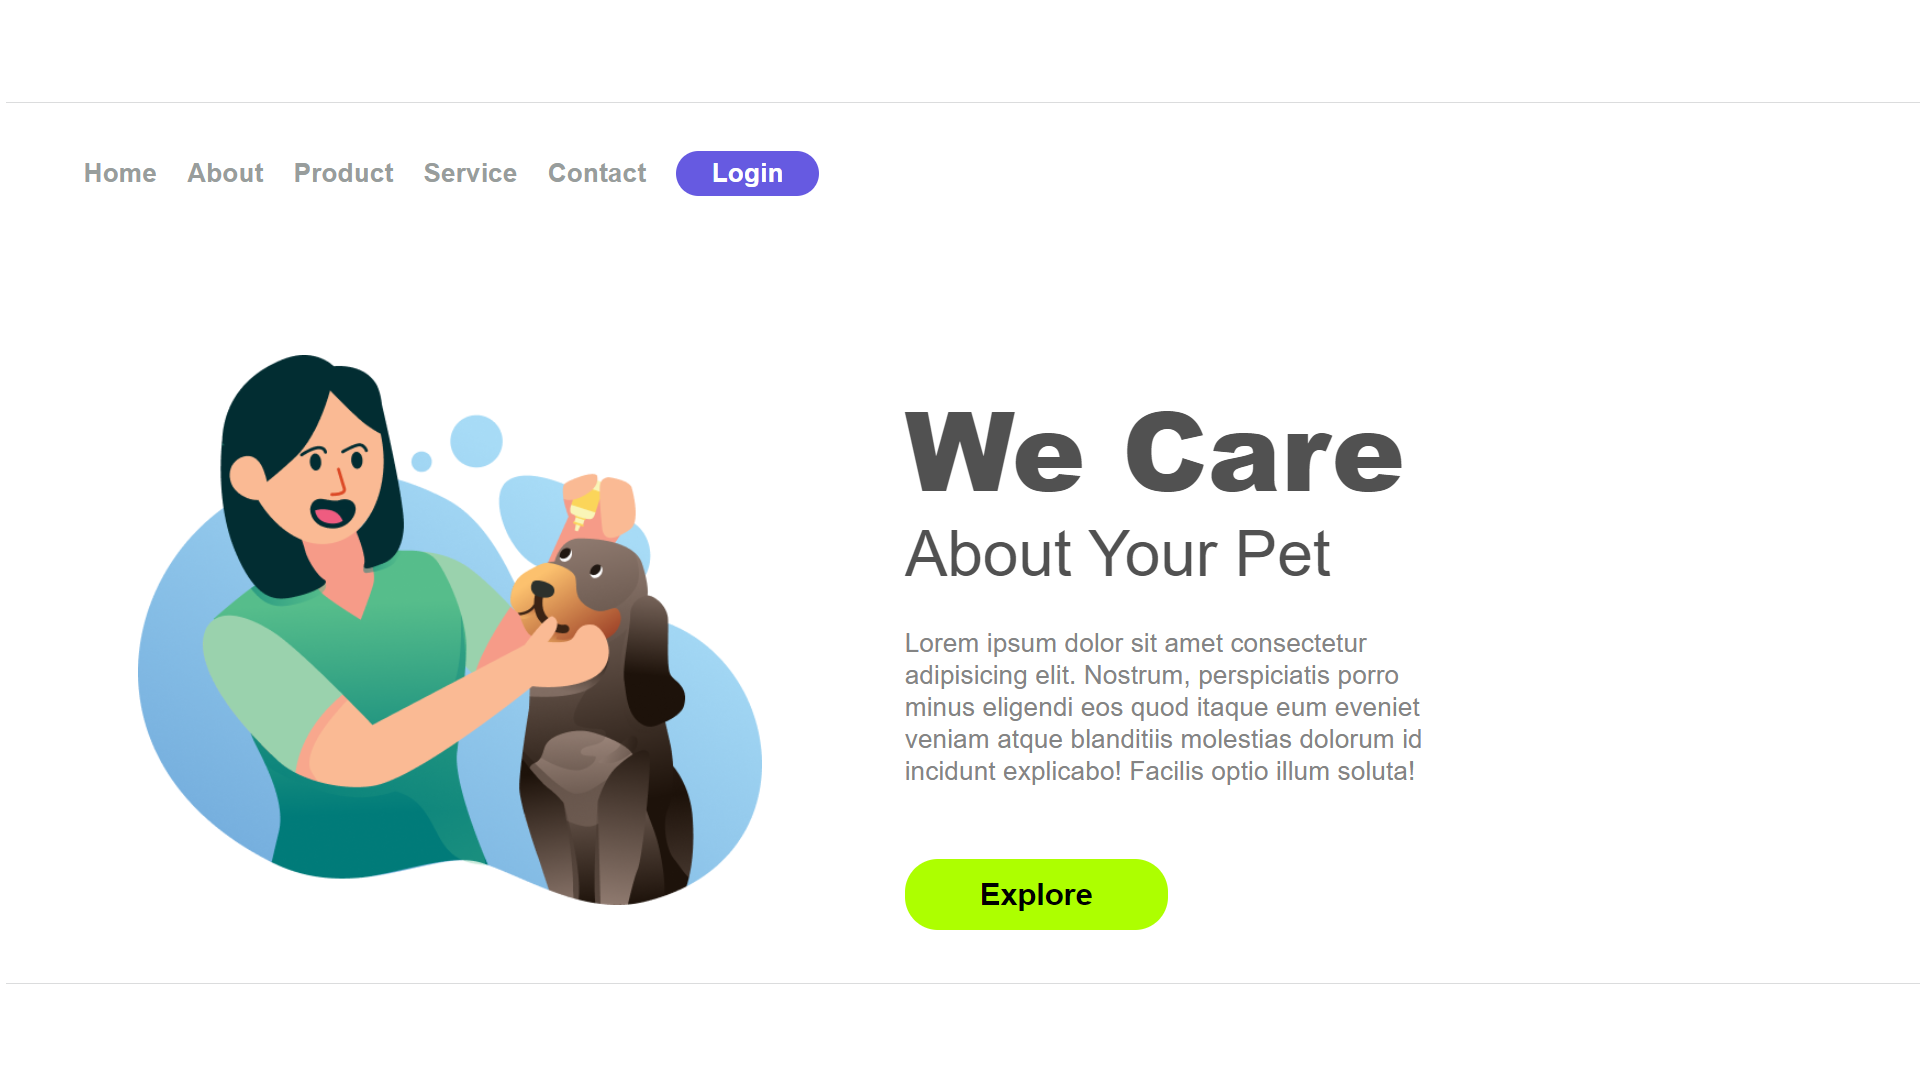 Home About Product Service Contact Login
We Care
About Your Pet
Lorem ipsum dolor sit amet consectetur
adipisicing elit. Nostrum, perspiciatis porro
minus eligendi eos quod itaque eum eveniet
veniam atque blanditiis molestias dolorum id
incidunt explicabo! Facilis optio illum soluta!
Explore